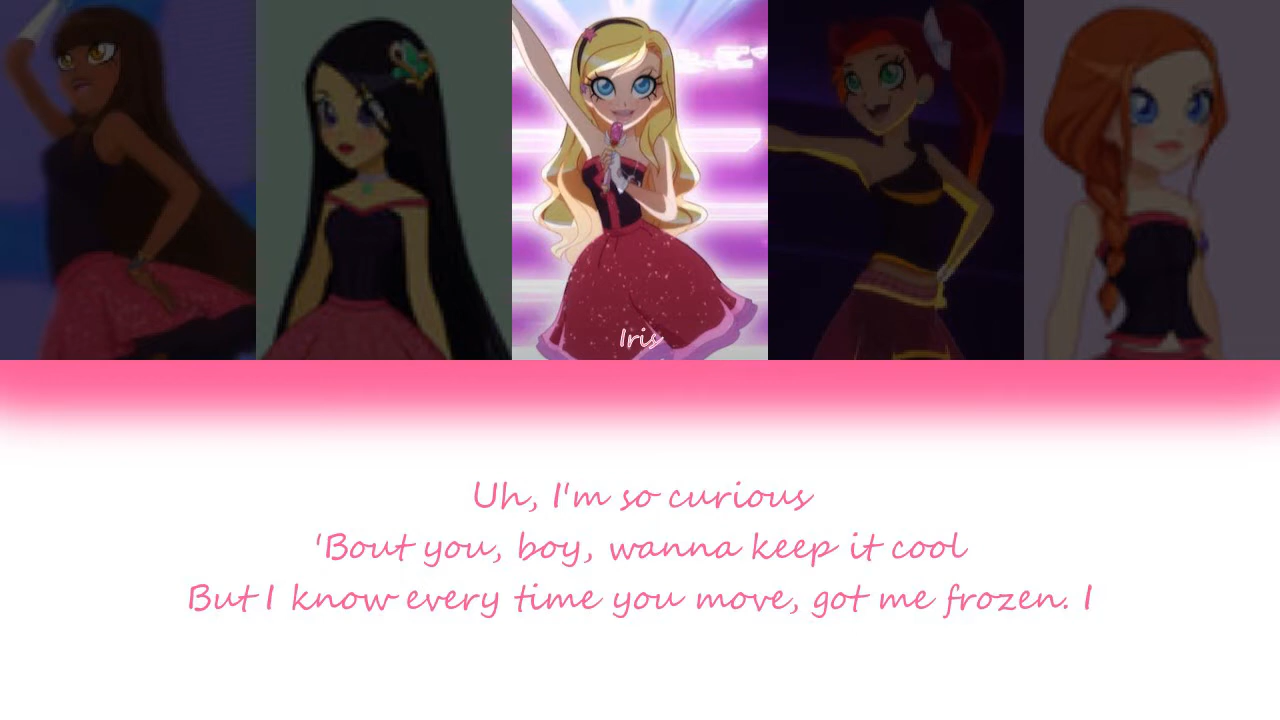 Iris
Uh, I'm so curious
'Bout you, boy, wanna keep it cool
But I know every time you move, got me frozen. I